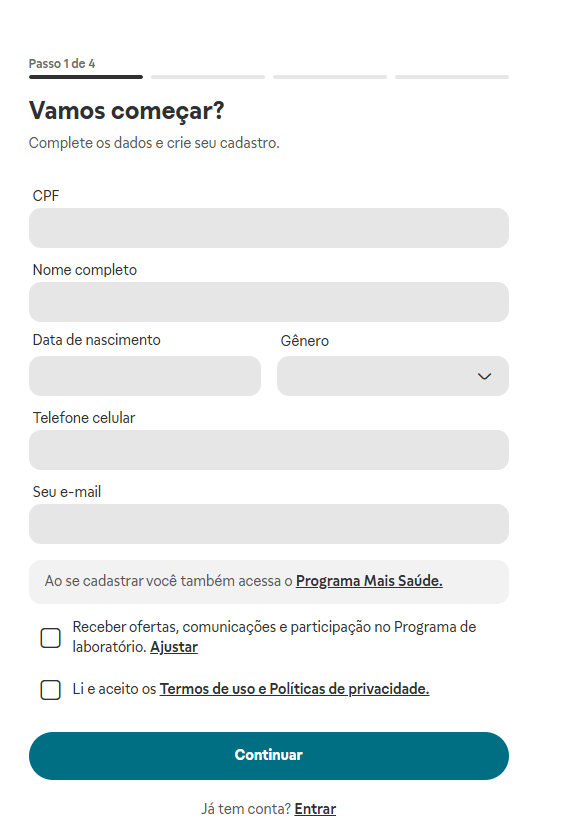 Passo 1 de 4
Vamos começar?
Complete os dados e crie seu cadastro.
CPF
Nome completo
Data de nascimento
Gênero
Telefone celular
Seu e-mail
Ao se cadastrar você também acessa o Programa Mais Saúde.
Receber ofertas, comunicações e participação no Programa de
laboratório. Ajustar
Li e aceito os Termos de uso e Políticas de privacidade.
Continuar
Já tem conta? Entrar